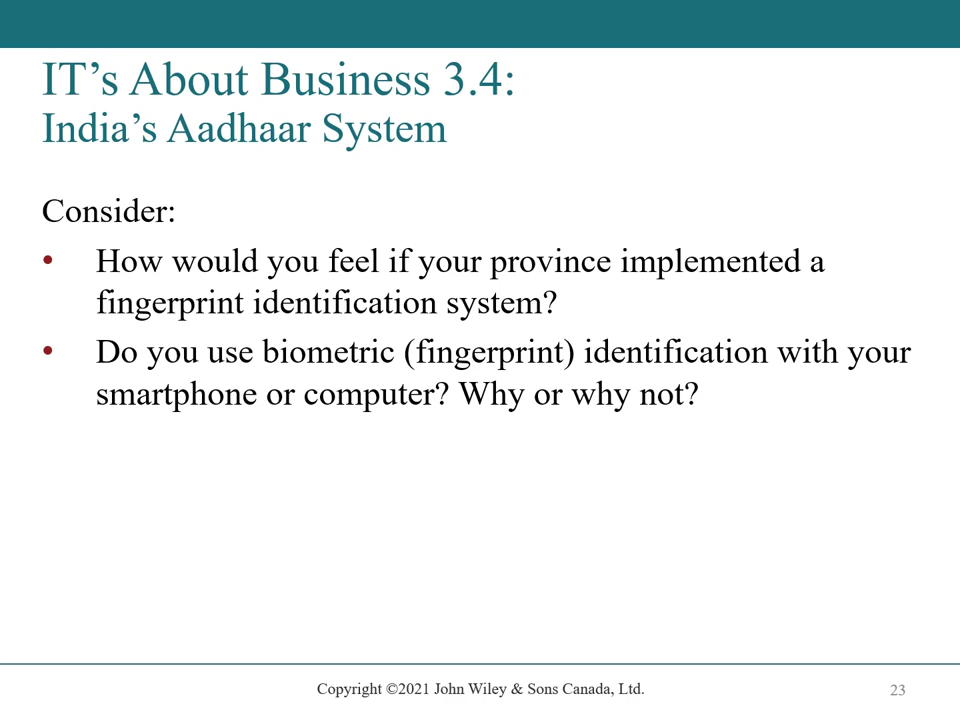 IT’s About Business 3.4:
India’s Aadhaar System
Consider:
• How would you feel if your province implemented a
fingerprint identification system?
• Do you use biometric (fingerprint) identification with your
smartphone or computer? Why or why not?
Copyright ©2021 John Wiley & Sons Canada, Ltd.
23